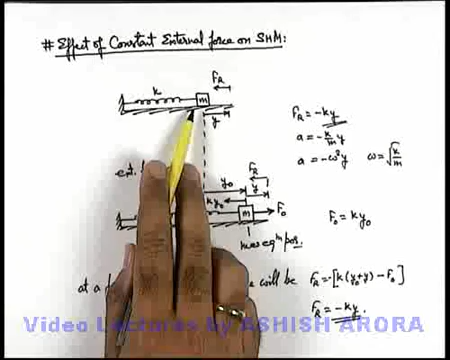 # Effect of Constant External force on SHM:
k
F_R
m
y
F_R = -ky
a = -k/m y
a = -ω²y ω = √k/m
ext.
y₀
F_R
y
ky₀
m
F₀
F₀ = ky₀
new eqᵐ pos.
at a
will be F_R = -[k(y₀+y) - F₀]
F_R = -ky.
Video Lectures by ASHISH ARORA